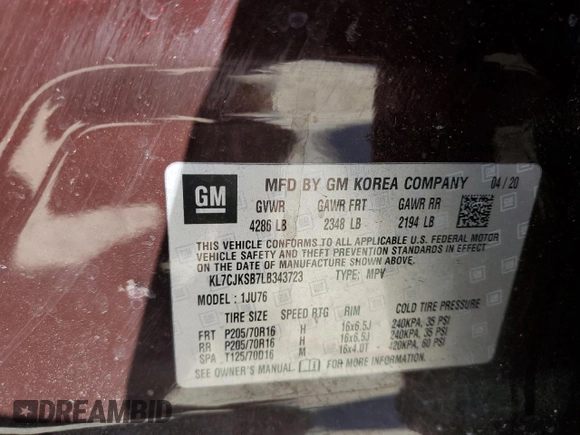 GM MFD BY GM KOREA COMPANY 04/20
GVWR GAWR FRT GAWR RR
4286 LB 2348 LB 2194 LB
THIS VEHICLE CONFORMS TO ALL APPLICABLE U.S. FEDERAL MOTOR
VEHICLE SAFETY AND THEFT PREVENTION STANDARDS IN EFFECT
ON THE DATE OF MANUFACTURE SHOWN ABOVE.
KL7CJKSB7LB343723 TYPE: MPV
MODEL: 1JU76
TIRE SIZE SPEED RTG RIM COLD TIRE PRESSURE
FRT P205/70R16 H 16x6.5J 240KPA, 35 PSI
RR P205/70R16 H 16x6.5J 240KPA, 35 PSI
SPA T125/70D16 M 16x4.0T 420KPA, 60 PSI
SEE OWNER'S MANUAL FOR MORE INFORMATION.
DREAMBID